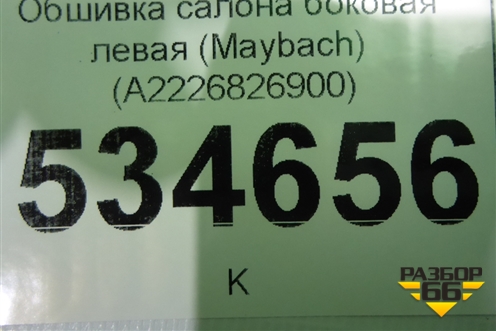 Обшивка салона боковая
левая (Maybach)
(A2226826900)
534656
К
РАЗБОР
66